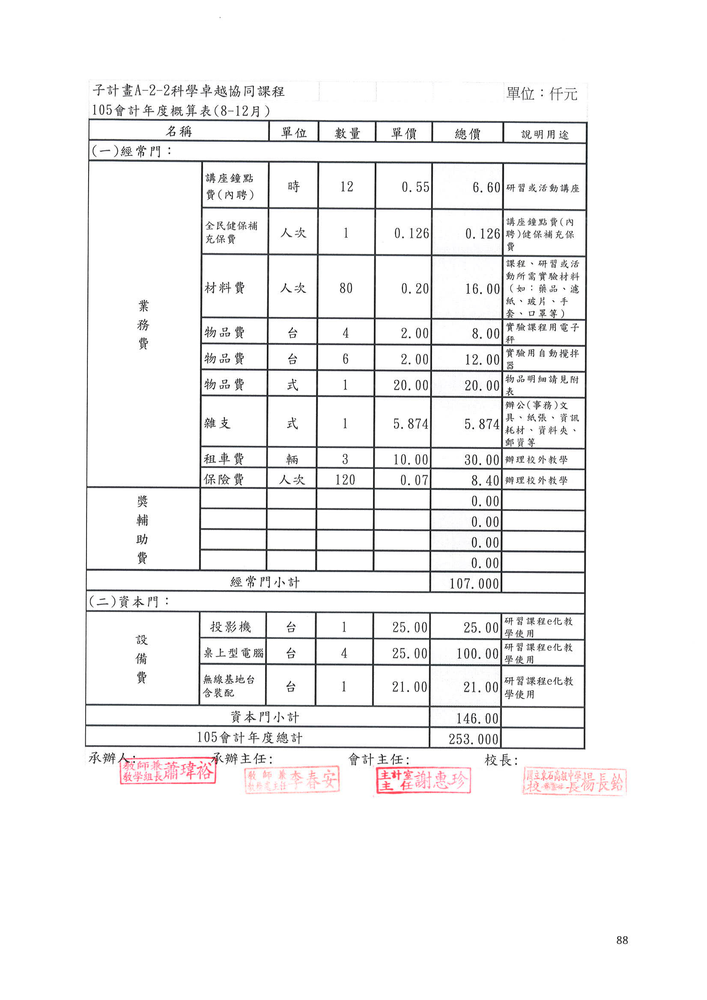 子計畫A-2-2科學卓越協同課程 單位：仟元
105會計年度概算表(8-12月)
名稱 單位 數量 單價 總價 說明用途
(一)經常門：
業務費
講座鐘點
費(內聘) 時 12 0.55 6.60 研習或活動講座
全民健保補
充保費 人次 1 0.126 0.126 講座鐘點費(內
聘)健保補充保
費
材料費 人次 80 0.20 16.00 課程、研習或活
動所需實驗材料
（如：藥品、濾
紙、玻片、手
套、口罩等）
物品費 台 4 2.00 8.00 實驗課程用電子
秤
物品費 台 6 2.00 12.00 實驗用自動攪拌
器
物品費 式 1 20.00 20.00 物品明細請見附
表
雜支 式 1 5.874 5.874 辦公(事務)文
具、紙張、資訊
耗材、資料夾、
郵資等
租車費 輛 3 10.00 30.00 辦理校外教學
保險費 人次 120 0.07 8.40 辦理校外教學
獎輔助費
0.00
0.00
0.00
0.00
經常門小計 107.000
(二)資本門：
設備費
投影機 台 1 25.00 25.00 研習課程e化教
學使用
桌上型電腦 台 4 25.00 100.00 研習課程e化教
學使用
無線基地台
含裝配 台 1 21.00 21.00 研習課程e化教
學使用
資本門小計 146.00
105會計年度總計 253.000
承辦人: 承辦主任: 會計主任: 校長:
教師兼
教學組長蕭瑋裕
教師兼
教務處主任李春安
主計室
主任謝惠珍
國立東石高級中學
校長楊長鈶
88